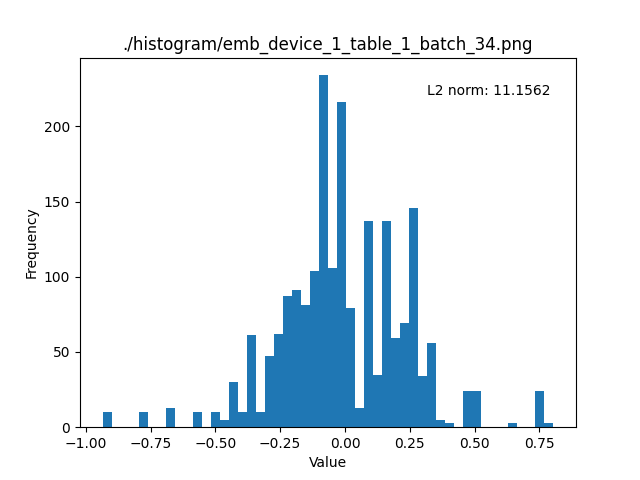 ./histogram/emb_device_1_table_1_batch_34.png
L2 norm: 11.1562
Frequency
200
150
100
50
0
−1.00 −0.75 −0.50 −0.25 0.00 0.25 0.50 0.75
Value